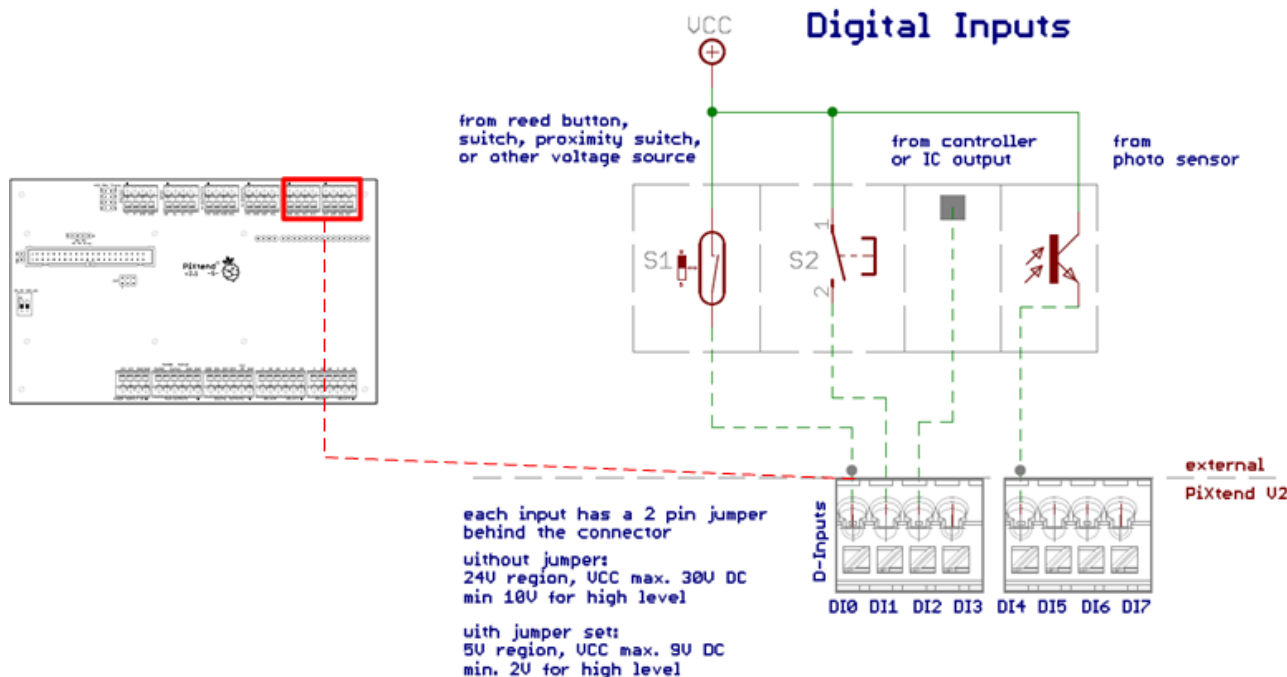 Digital Inputs
VCC
from reed button,
switch, proximity switch,
or other voltage source
from controller
or IC output
from
photo sensor
S1
S2
1
2
PiXtend
external
PiXtend V2
each input has a 2 pin jumper
behind the connector
without jumper:
24V region, VCC max. 30V DC
min 10V for high level
with jumper set:
5V region, VCC max. 9V DC
min. 2V for high level
D-Inputs
DI0 DI1 DI2 DI3
DI4 DI5 DI6 DI7